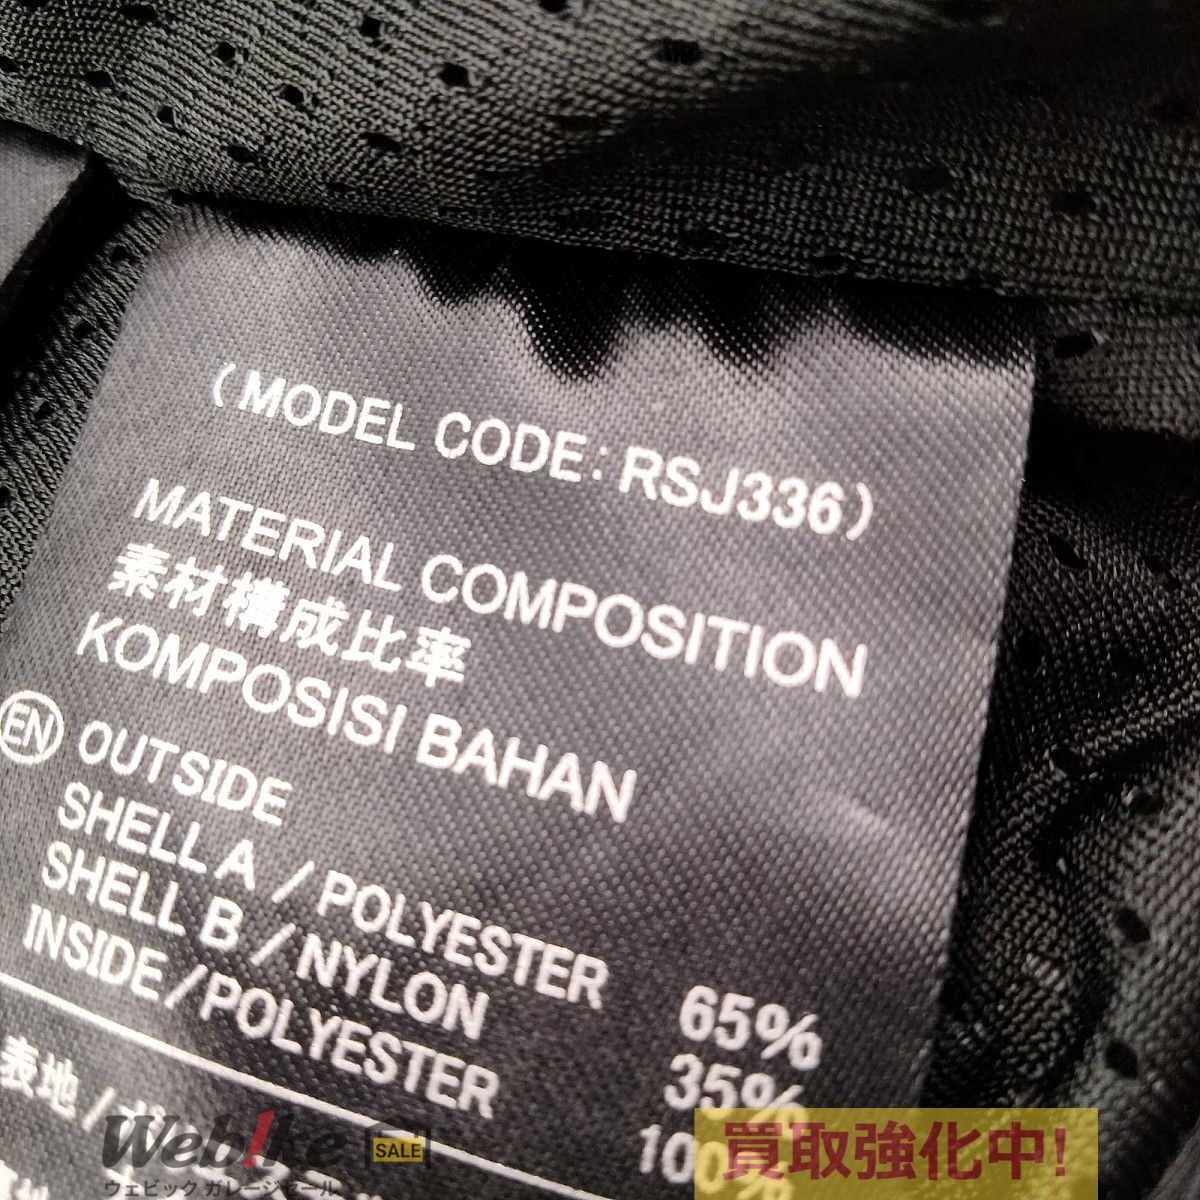 (MODEL CODE: RSJ336)
MATERIAL COMPOSITION
素材構成比率
KOMPOSISI BAHAN
EN OUTSIDE
SHELL A / POLYESTER 65%
SHELL B / NYLON 35%
INSIDE / POLYESTER 100%
表地 / ポ
Webike SALE
ウェビック ガレージセール
買取強化中!